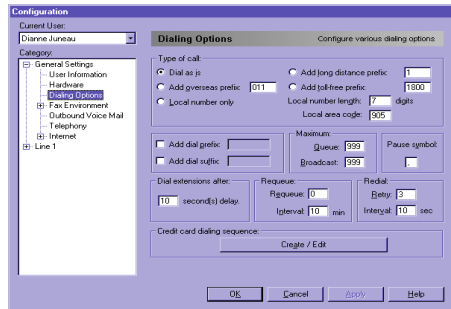 Configuration
Current User:
Dianne Juneau
Category:
General Settings
User Information
Hardware
Dialing Options
Fax Environment
Outbound Voice Mail
Telephony
Internet
Line 1
Dialing Options
Configure various dialing options
Type of call:
Dial as is
Add long distance prefix
1
Add overseas prefix
011
Add toll-free prefix
1800
Local number only
Local number length:
7
digits
Local area code:
905
Add dial prefix:
Add dial suffix:
Maximum:
Queue:
999
Broadcast:
999
Pause symbol:
,
Dial extensions after:
10
second(s) delay.
Requeue:
Requeue:
0
Interval:
10
min
Redial:
Retry:
3
Interval:
10
sec
Credit card dialing sequence:
Create / Edit
OK
Cancel
Apply
Help